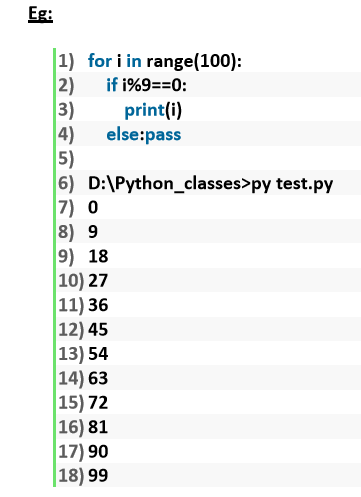 Eg:
1) for i in range(100):
2)    if i%9==0:
3)       print(i)
4)    else:pass
5)
6) D:\Python_classes>py test.py
7) 0
8) 9
9) 18
10) 27
11) 36
12) 45
13) 54
14) 63
15) 72
16) 81
17) 90
18) 99